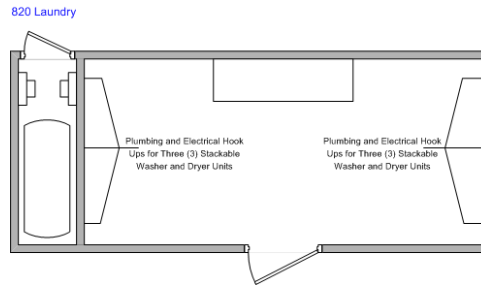 820 Laundry
Plumbing and Electrical Hook
Ups for Three (3) Stackable
Washer and Dryer Units
Plumbing and Electrical Hook
Ups for Three (3) Stackable
Washer and Dryer Units